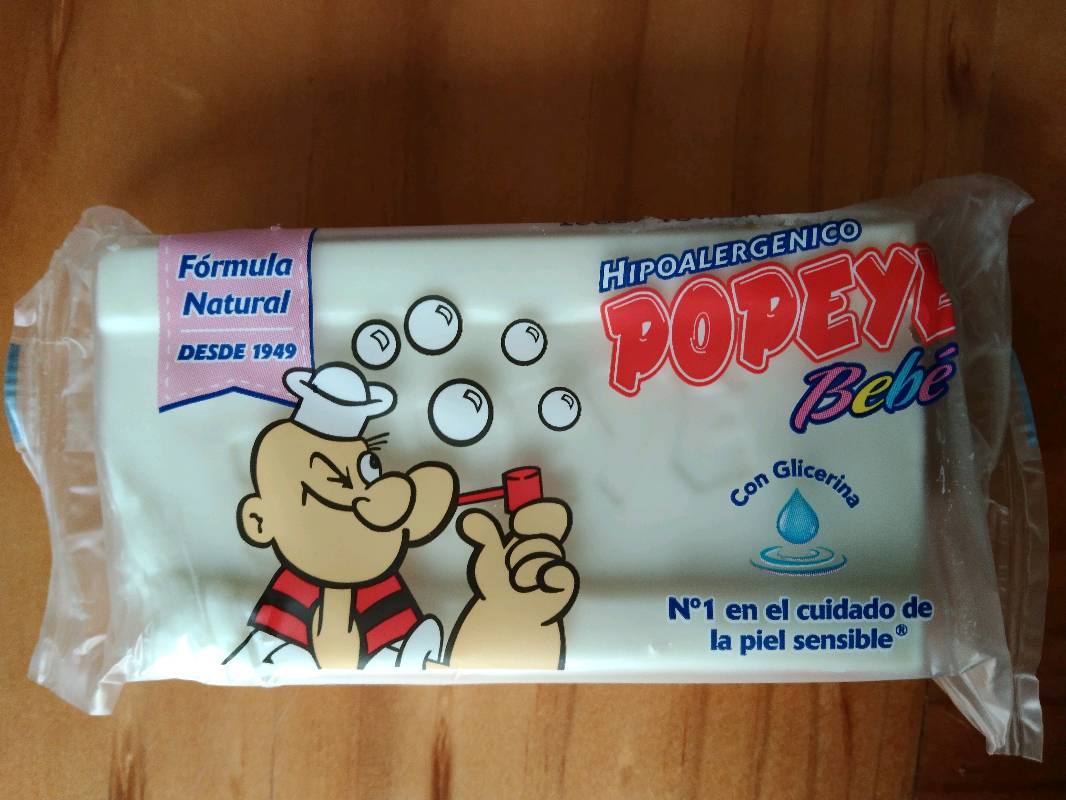 Fórmula
Natural
DESDE 1949
HIPOALERGENICO
POPEYE
Bebé
Con Glicerina
Nº1 en el cuidado de
la piel sensible®